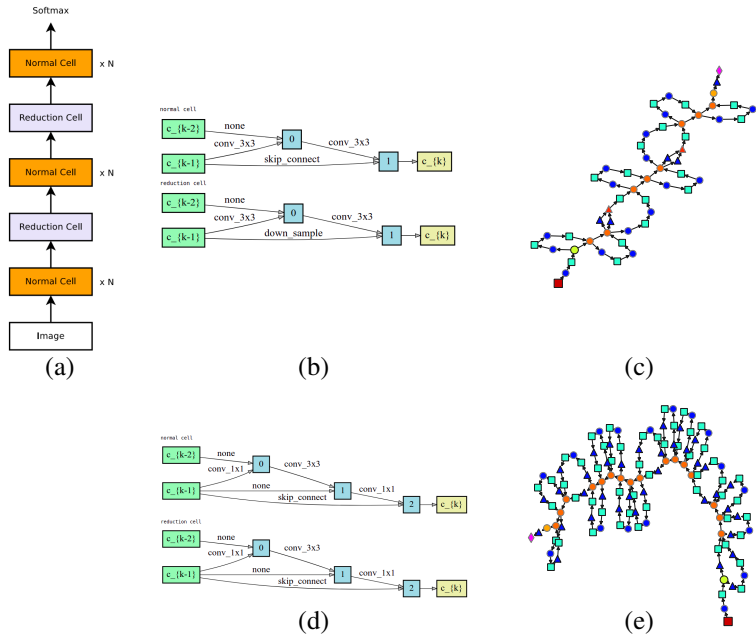 Softmax
Normal Cell x N
Reduction Cell
Normal Cell x N
Reduction Cell
Normal Cell x N
Image
(a)
normal cell
c_{k-2}
none
0
conv_3x3
conv_3x3
c_{k-1}
skip_connect
1
c_{k}
reduction cell
c_{k-2}
none
0
conv_3x3
conv_3x3
c_{k-1}
down_sample
1
c_{k}
(b)
(c)
normal cell
c_{k-2}
none
0
conv_1x1
conv_3x3
c_{k-1}
none
1
conv_1x1
skip_connect
2
c_{k}
reduction cell
c_{k-2}
none
0
conv_1x1
conv_3x3
c_{k-1}
none
1
conv_1x1
skip_connect
2
c_{k}
(d)
(e)